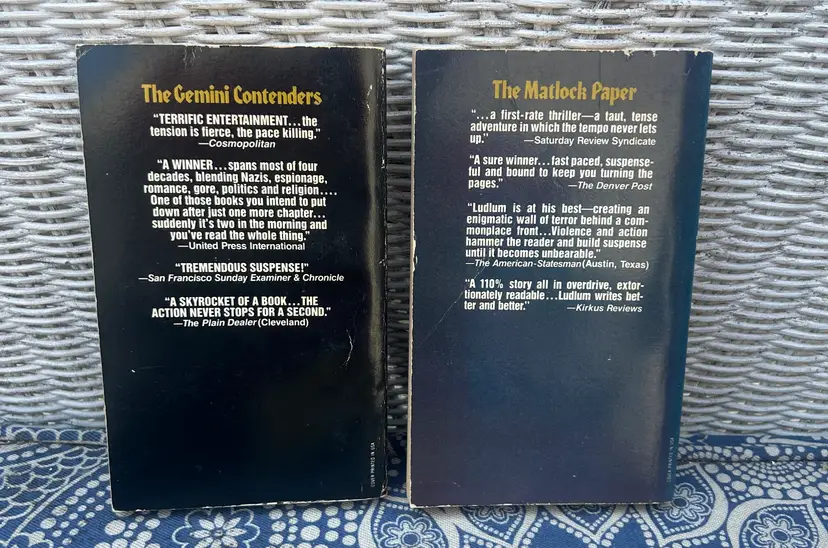 The Gemini Contenders
"TERRIFIC ENTERTAINMENT...the
tension is fierce, the pace killing."
—Cosmopolitan
"A WINNER...spans most of four
decades, blending Nazis, espionage,
romance, gore, politics and religion....
One of those books you intend to put
down after just one more chapter...
suddenly it's two in the morning and
you've read the whole thing."
—United Press International
"TREMENDOUS SUSPENSE!"
—San Francisco Sunday Examiner & Chronicle
"A SKYROCKET OF A BOOK...THE
ACTION NEVER STOPS FOR A SECOND."
—The Plain Dealer (Cleveland)
COVER PRINTED IN USA
The Matlock Paper
"...a first-rate thriller—a taut, tense
adventure in which the tempo never lets
up."
—Saturday Review Syndicate
"A sure winner...fast paced, suspense-
ful and bound to keep you turning the
pages."
—The Denver Post
"Ludlum is at his best—creating an
enigmatic wall of terror behind a com-
monplace front...Violence and action
hammer the reader and build suspense
until it becomes unbearable."
—The American-Statesman (Austin, Texas)
"A 110% story all in overdrive, extor-
tionately readable...Ludlum writes bet-
ter and better."
—Kirkus Reviews
COVER PRINTED IN USA